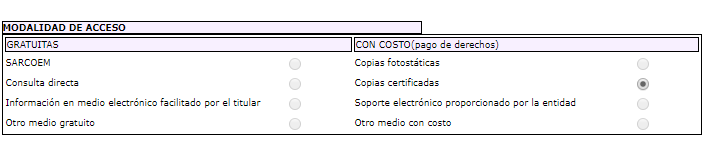 MODALIDAD DE ACCESO
GRATUITAS CON COSTO(pago de derechos)
SARCOEM Copias fotostáticas
Consulta directa Copias certificadas
Información en medio electrónico facilitado por el titular Soporte electrónico proporcionado por la entidad
Otro medio gratuito Otro medio con costo